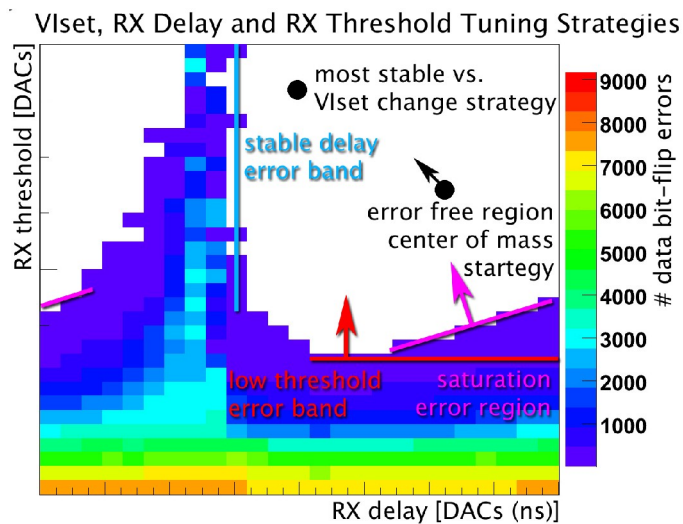 VIset, RX Delay and RX Threshold Tuning Strategies
RX threshold [DACs]
most stable vs.
VIset change strategy
stable delay
error band
error free region
center of mass
startegy
low threshold
error band
saturation
error region
RX delay [DACs (ns)]
9000
8000
7000
6000
5000
4000
3000
2000
1000
# data bit-flip errors